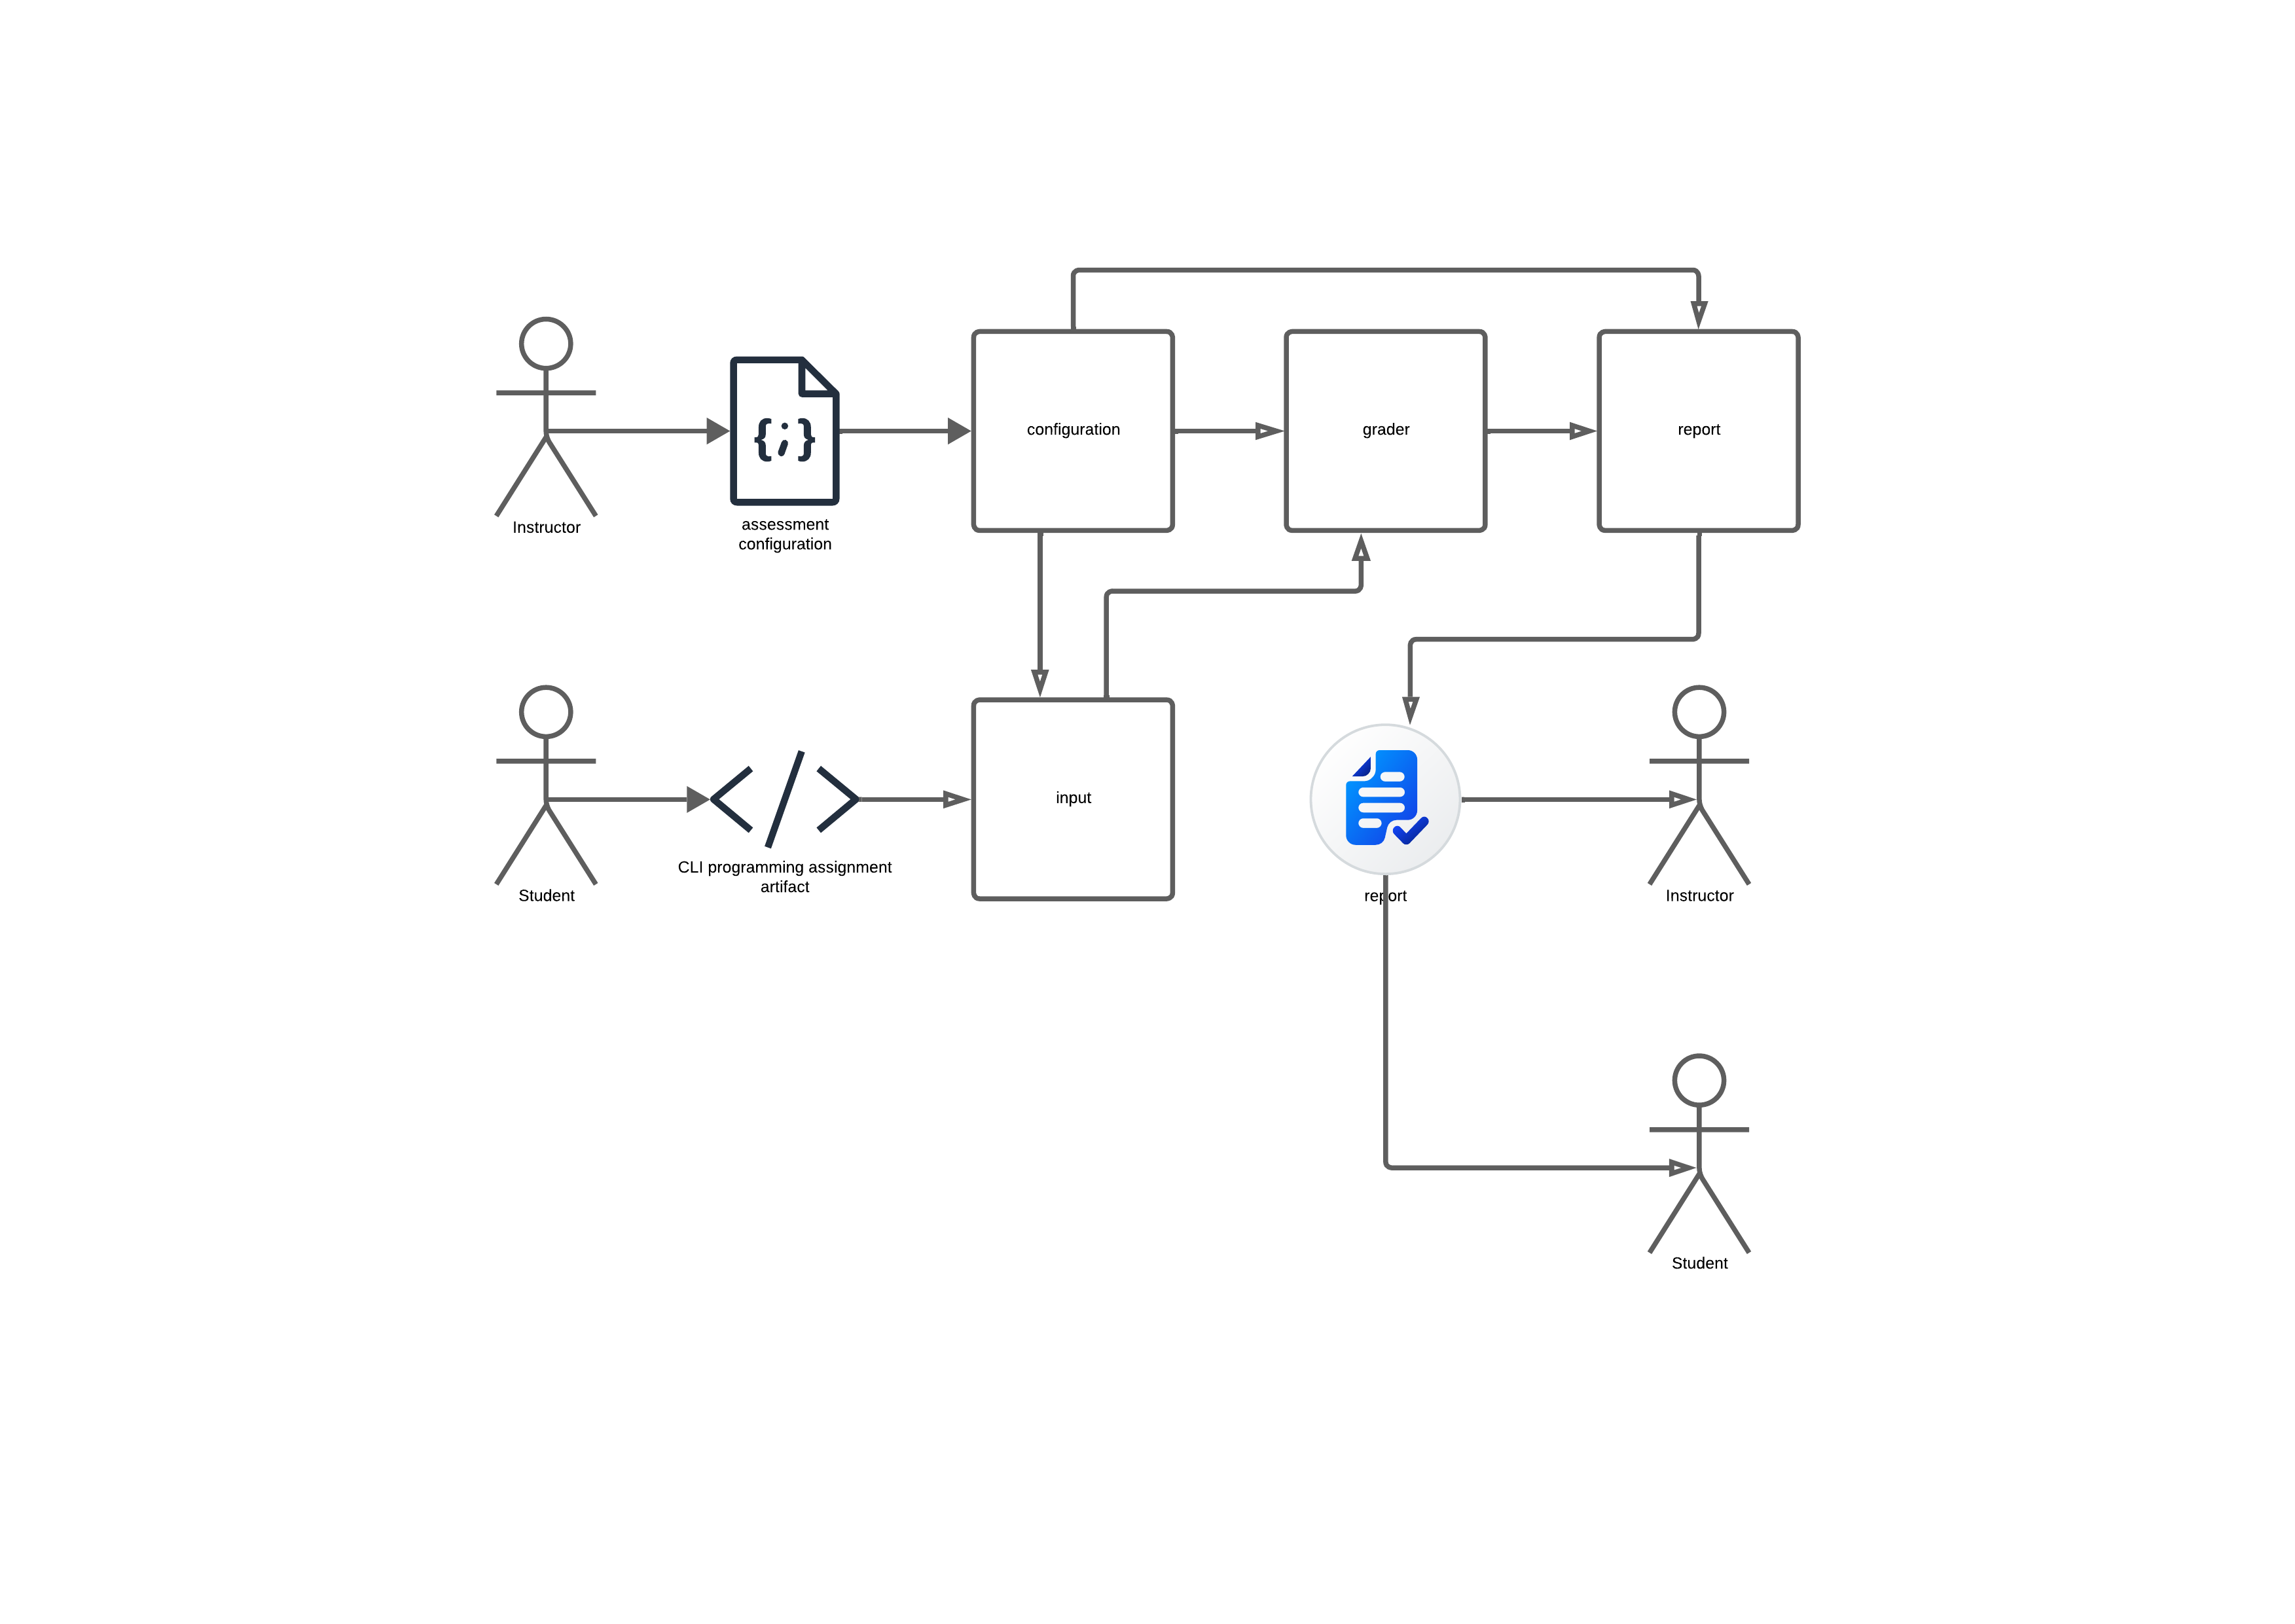 configuration
grader
report
{;}
Instructor
assessment
configuration
input
</>
CLI programming assignment
artifact
Student
report
Instructor
Student